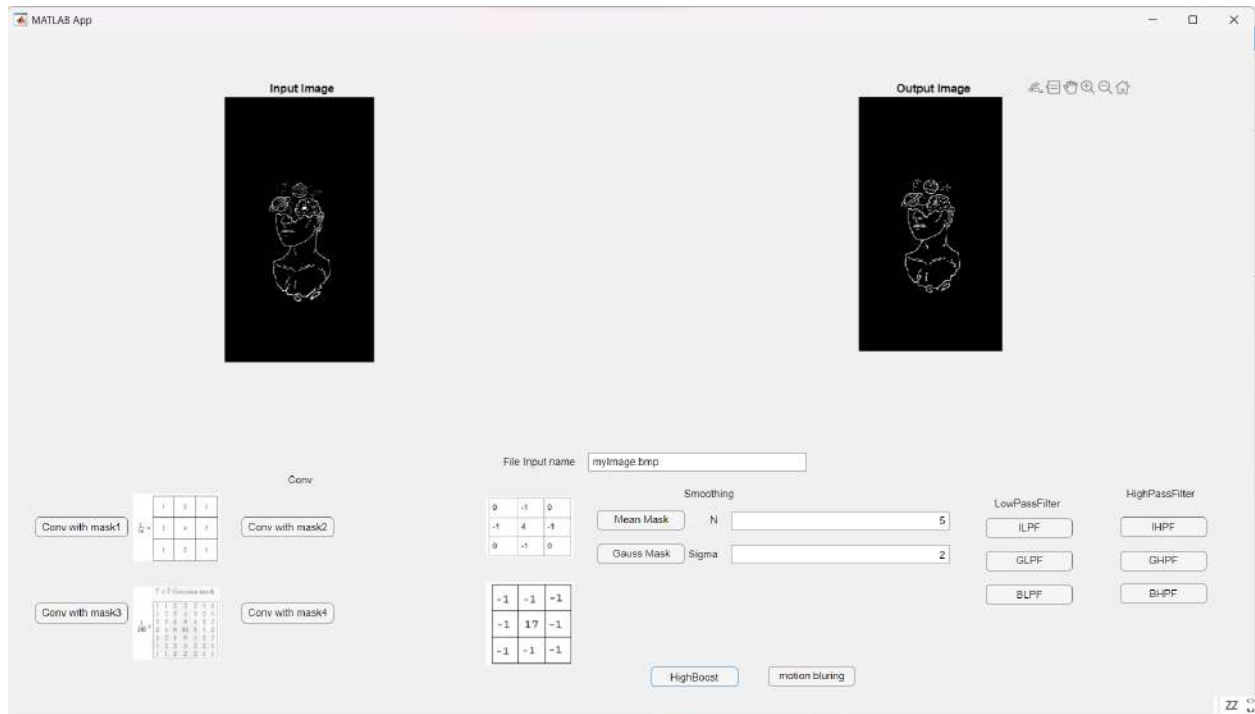 MATLAB App
Input Image
Output Image
File Input name myImage.bmp
Conv
Smoothing
LowPassFilter
HighPassFilter
Conv with mask1
Conv with mask2
0 -1 0
-1 4 -1
0 -1 0
Mean Mask N 5
Gauss Mask Sigma 2
ILPF
GLPF
BLPF
IHPF
GHPF
BHPF
Conv with mask3
Conv with mask4
-1 -1 -1
-1 17 -1
-1 -1 -1
HighBoost
motion bluring
ZZ